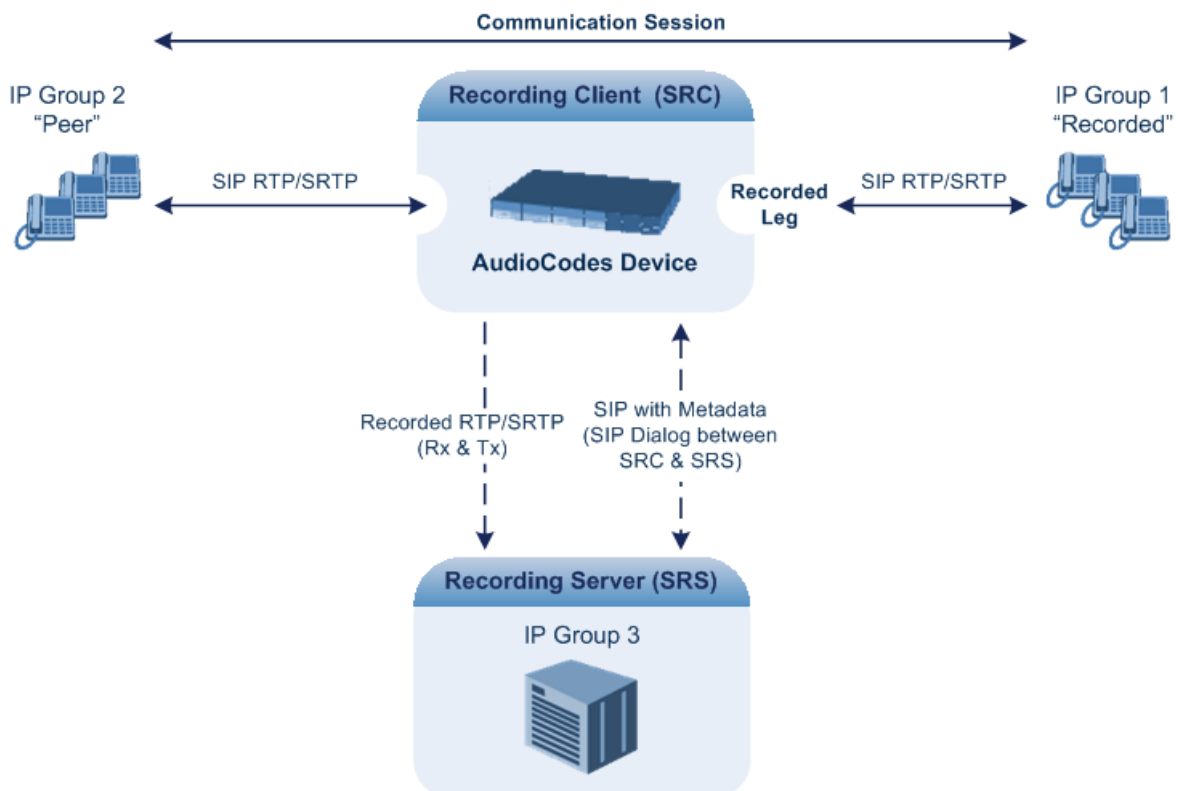 Communication Session
IP Group 2
“Peer”
Recording Client (SRC)
IP Group 1
“Recorded”
SIP RTP/SRTP
Recorded
Leg
SIP RTP/SRTP
AudioCodes Device
Recorded RTP/SRTP
(Rx & Tx)
SIP with Metadata
(SIP Dialog between
SRC & SRS)
Recording Server (SRS)
IP Group 3